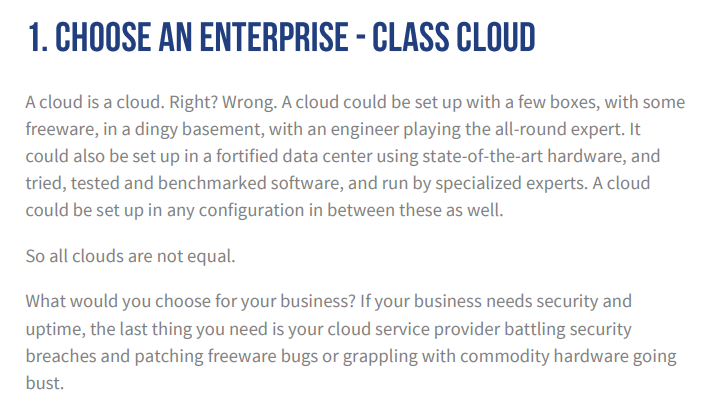 1. CHOOSE AN ENTERPRISE - CLASS CLOUD
A cloud is a cloud. Right? Wrong. A cloud could be set up with a few boxes, with some
freeware, in a dingy basement, with an engineer playing the all-round expert. It
could also be set up in a fortified data center using state-of-the-art hardware, and
tried, tested and benchmarked software, and run by specialized experts. A cloud
could be set up in any configuration in between these as well.
So all clouds are not equal.
What would you choose for your business? If your business needs security and
uptime, the last thing you need is your cloud service provider battling security
breaches and patching freeware bugs or grappling with commodity hardware going
bust.